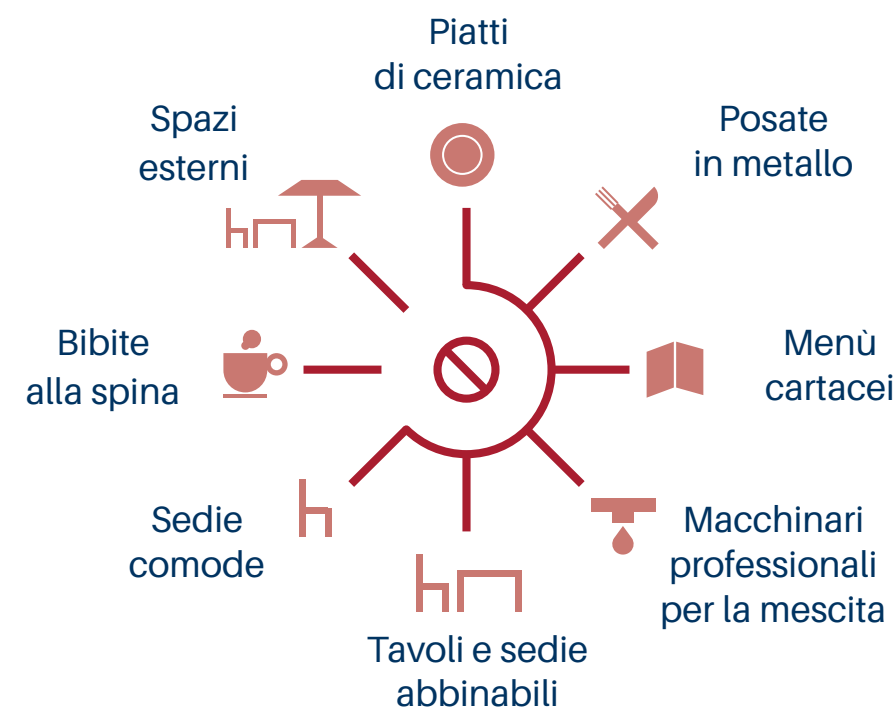 Piatti
di ceramica
Posate
in metallo
Menù
cartacei
Macchinari
professionali
per la mescita
Tavoli e sedie
abbinabili
Sedie
comode
Bibite
alla spina
Spazi
esterni